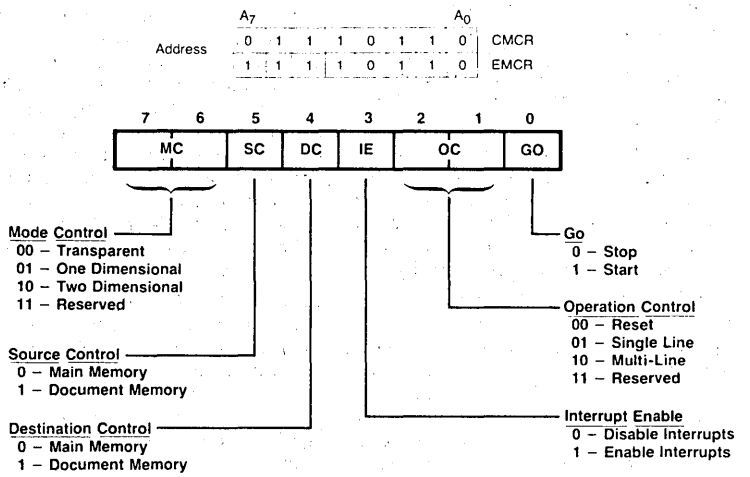 A7 A0
Address
0 1 1 1 0 1 1 0 CMCR
1 1 1 1 0 1 1 0 EMCR
7 6 5 4 3 2 1 0
MC SC DC IE OC GO
Mode Control
00 – Transparent
01 – One Dimensional
10 – Two Dimensional
11 – Reserved
Source Control
0 – Main Memory
1 – Document Memory
Destination Control
0 – Main Memory
1 – Document Memory
Go
0 – Stop
1 – Start
Operation Control
00 – Reset
01 – Single Line
10 – Multi-Line
11 – Reserved
Interrupt Enable
0 – Disable Interrupts
1 – Enable Interrupts